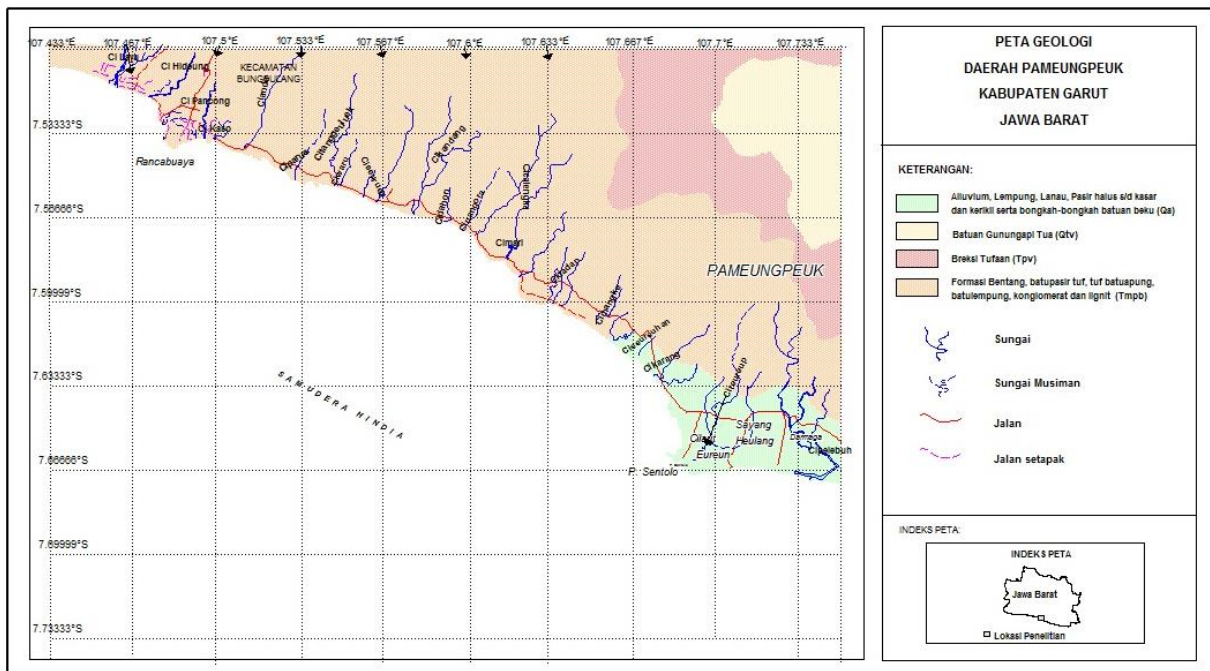 107.433 °E 107.467 °E 107.5 °E 107.533 °E 107.567 °E 107.6 °E 107.633 °E 107.667 °E 107.7 °E 107.733 °E
Ci Hideung
KECAMATAN
BUNGBULANG
Ci Pancong
7.53333°S
Rancabuaya
Cikandang
7.56666°S
Cimari
PAMEUNGPEUK
7.59999°S
Cikarang
7.63333°S
SAMUDERA HINDIA
Sayang
Heulang
Cilaut
Eureun
Darmaga
Cipalebuh
7.66666°S
P. Sentolo
7.69999°S
7.73333°S
PETA GEOLOGI
DAERAH PAMEUNGPEUK
KABUPATEN GARUT
JAWA BARAT
KETERANGAN:
Alluvium, Lempung, Lanau, Pasir halus s/d kasar
dan kerikil serta bongkah-bongkah batuan beku (Qa)
Batuan Gunungapi Tua (Qtv)
Breksi Tufaan (Tpv)
Formasi Bentang, batupasir tuf, tuf batuapung,
batulempung, konglomerat dan lignit (Tmpb)
Sungai
Sungai Musiman
Jalan
Jalan setapak
INDEKS PETA:
INDEKS PETA
Jawa Barat
Lokasi Penelitian